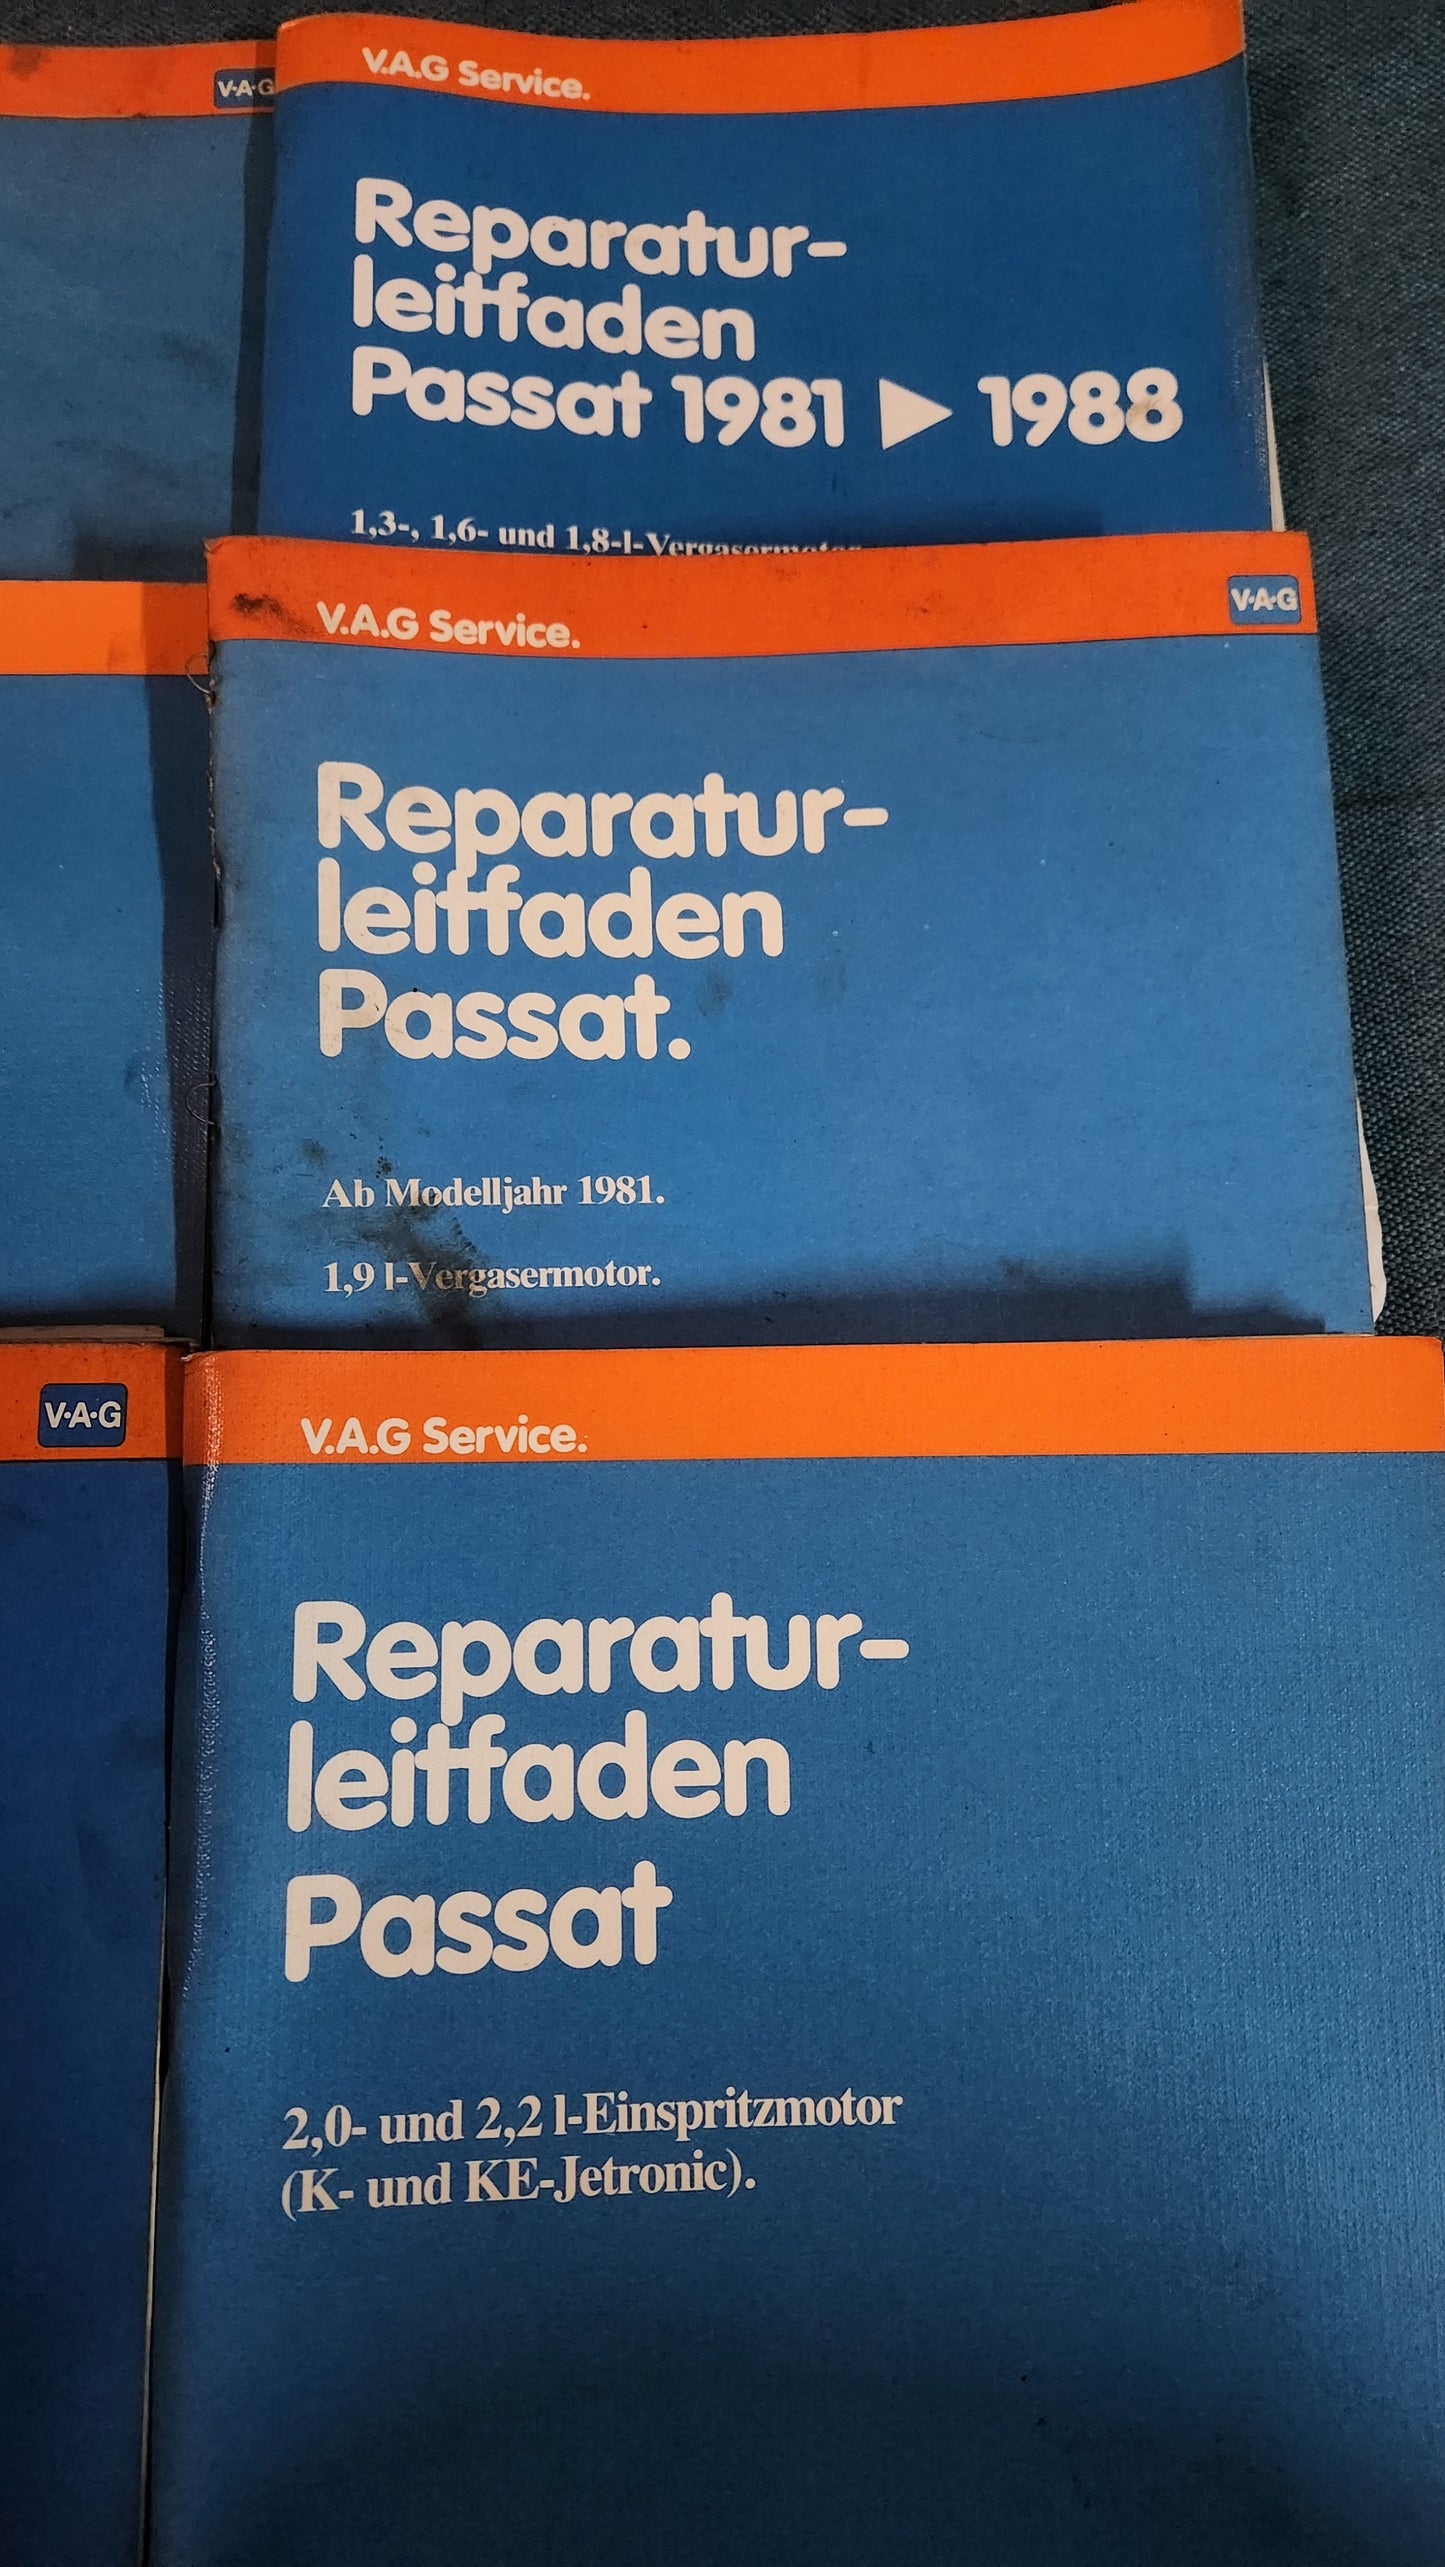 V·A·G
V.A.G Service.
Reparatur-
leitfaden
Passat 1981 ▶ 1988
1,3-, 1,6- und 1,8-l-Vergasermotor
V.A.G Service.
V·A·G
Reparatur-
leitfaden
Passat.
Ab Modelljahr 1981.
1,9 l-Vergasermotor.
V·A·G
V.A.G Service.
Reparatur-
leitfaden
Passat
2,0- und 2,2 l-Einspritzmotor
(K- und KE-Jetronic).